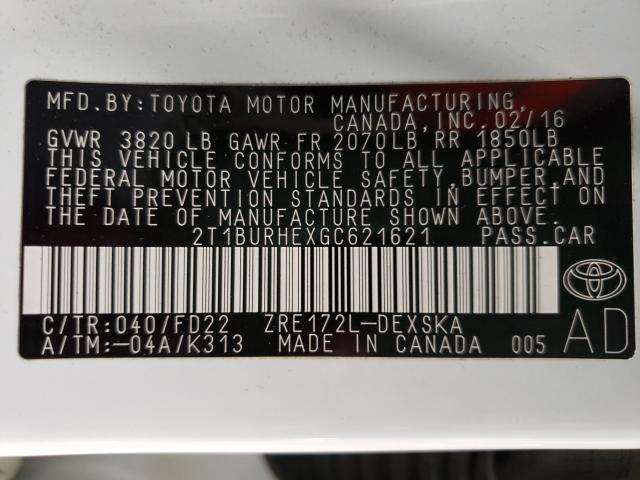 MFD. BY: TOYOTA MOTOR MANUFACTURING,
CANADA, INC. 02/16
GVWR 3820 LB GAWR FR 2070LB RR 1850LB
THIS VEHICLE CONFORMS TO ALL APPLICABLE
FEDERAL MOTOR VEHICLE SAFETY, BUMPER, AND
THEFT PREVENTION STANDARDS IN EFFECT ON
THE DATE OF MANUFACTURE SHOWN ABOVE.
2T1BURHEXGC621621 PASS. CAR
C/TR: 040/FD22 ZRE172L-DEXSKA
A/TM: -04A/K313 MADE IN CANADA 005 AD